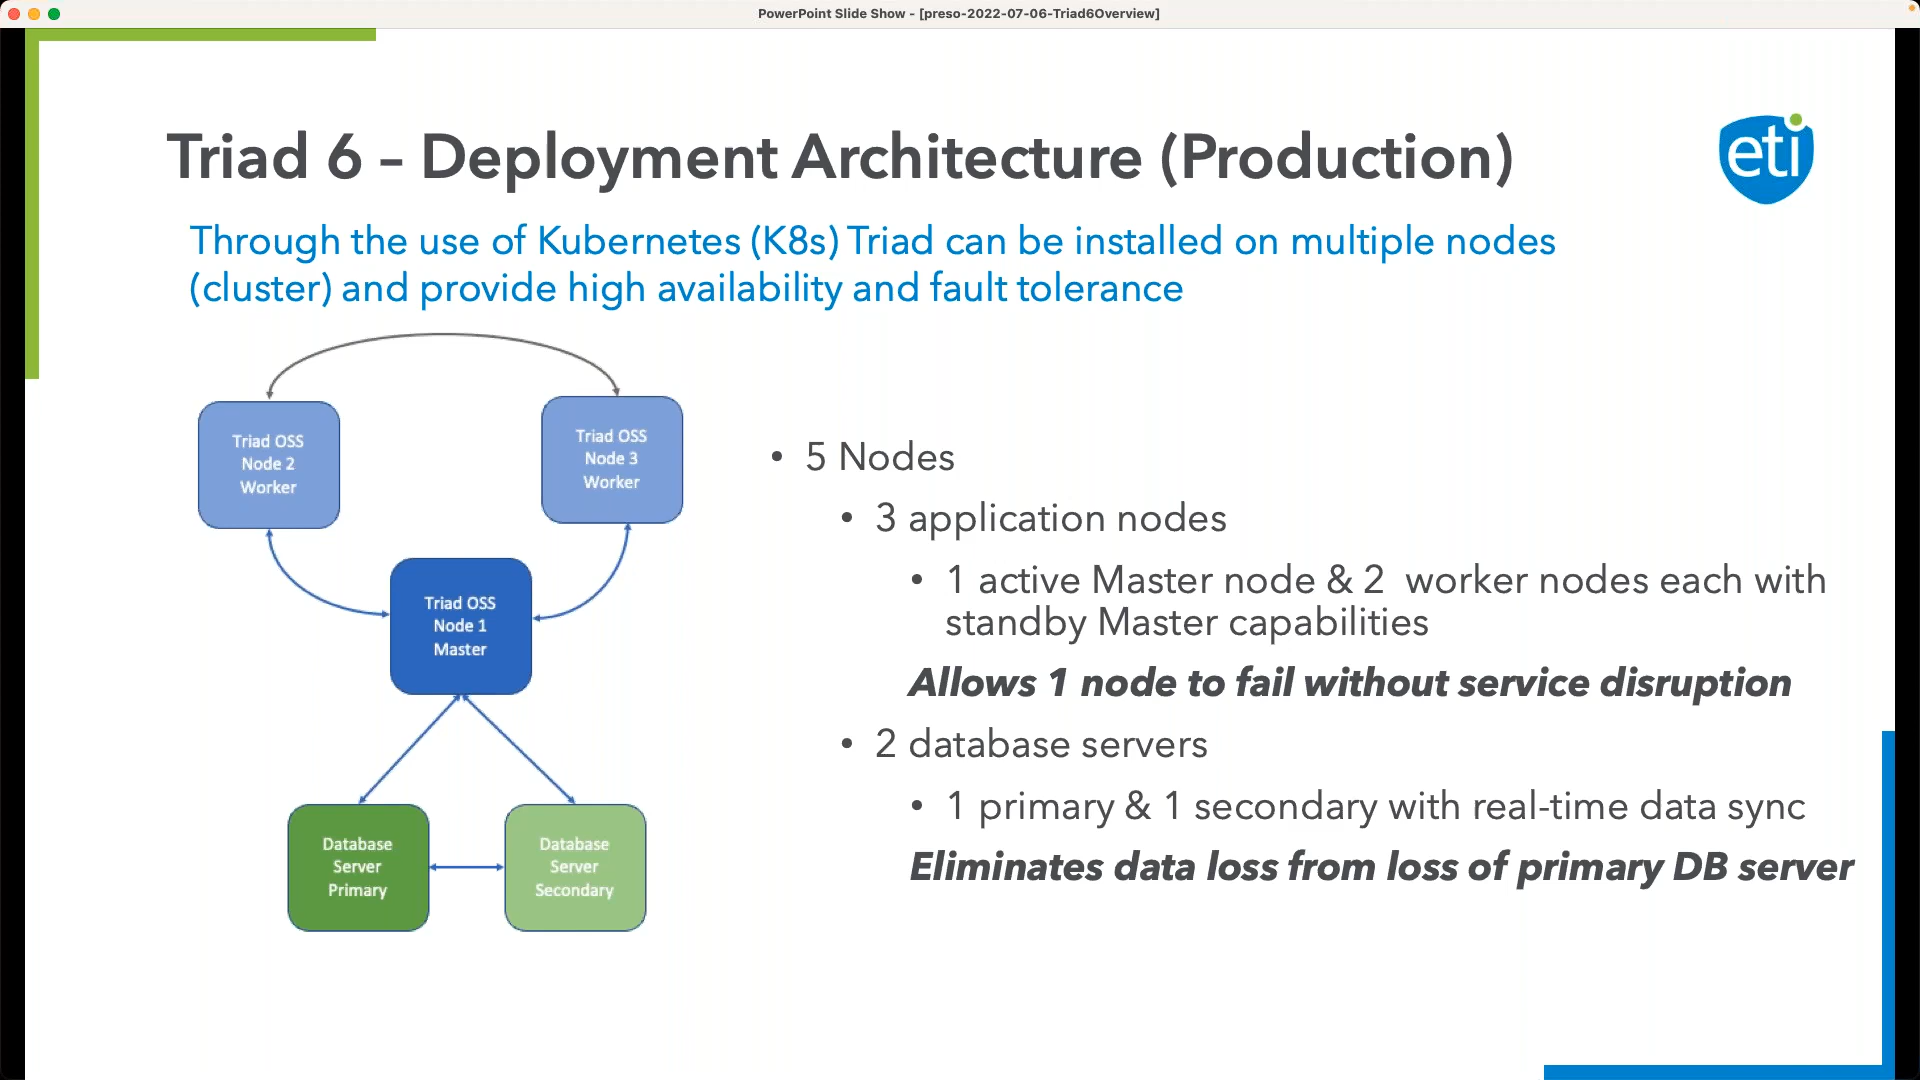 PowerPoint Slide Show - [preso-2022-07-06-Triad6Overview]
Triad 6 – Deployment Architecture (Production)
eti
Through the use of Kubernetes (K8s) Triad can be installed on multiple nodes
(cluster) and provide high availability and fault tolerance
Triad OSS
Node 2
Worker
Triad OSS
Node 3
Worker
Triad OSS
Node 1
Master
Database
Server
Primary
Database
Server
Secondary
• 5 Nodes
• 3 application nodes
• 1 active Master node & 2  worker nodes each with
standby Master capabilities
Allows 1 node to fail without service disruption
• 2 database servers
• 1 primary & 1 secondary with real-time data sync
Eliminates data loss from loss of primary DB server